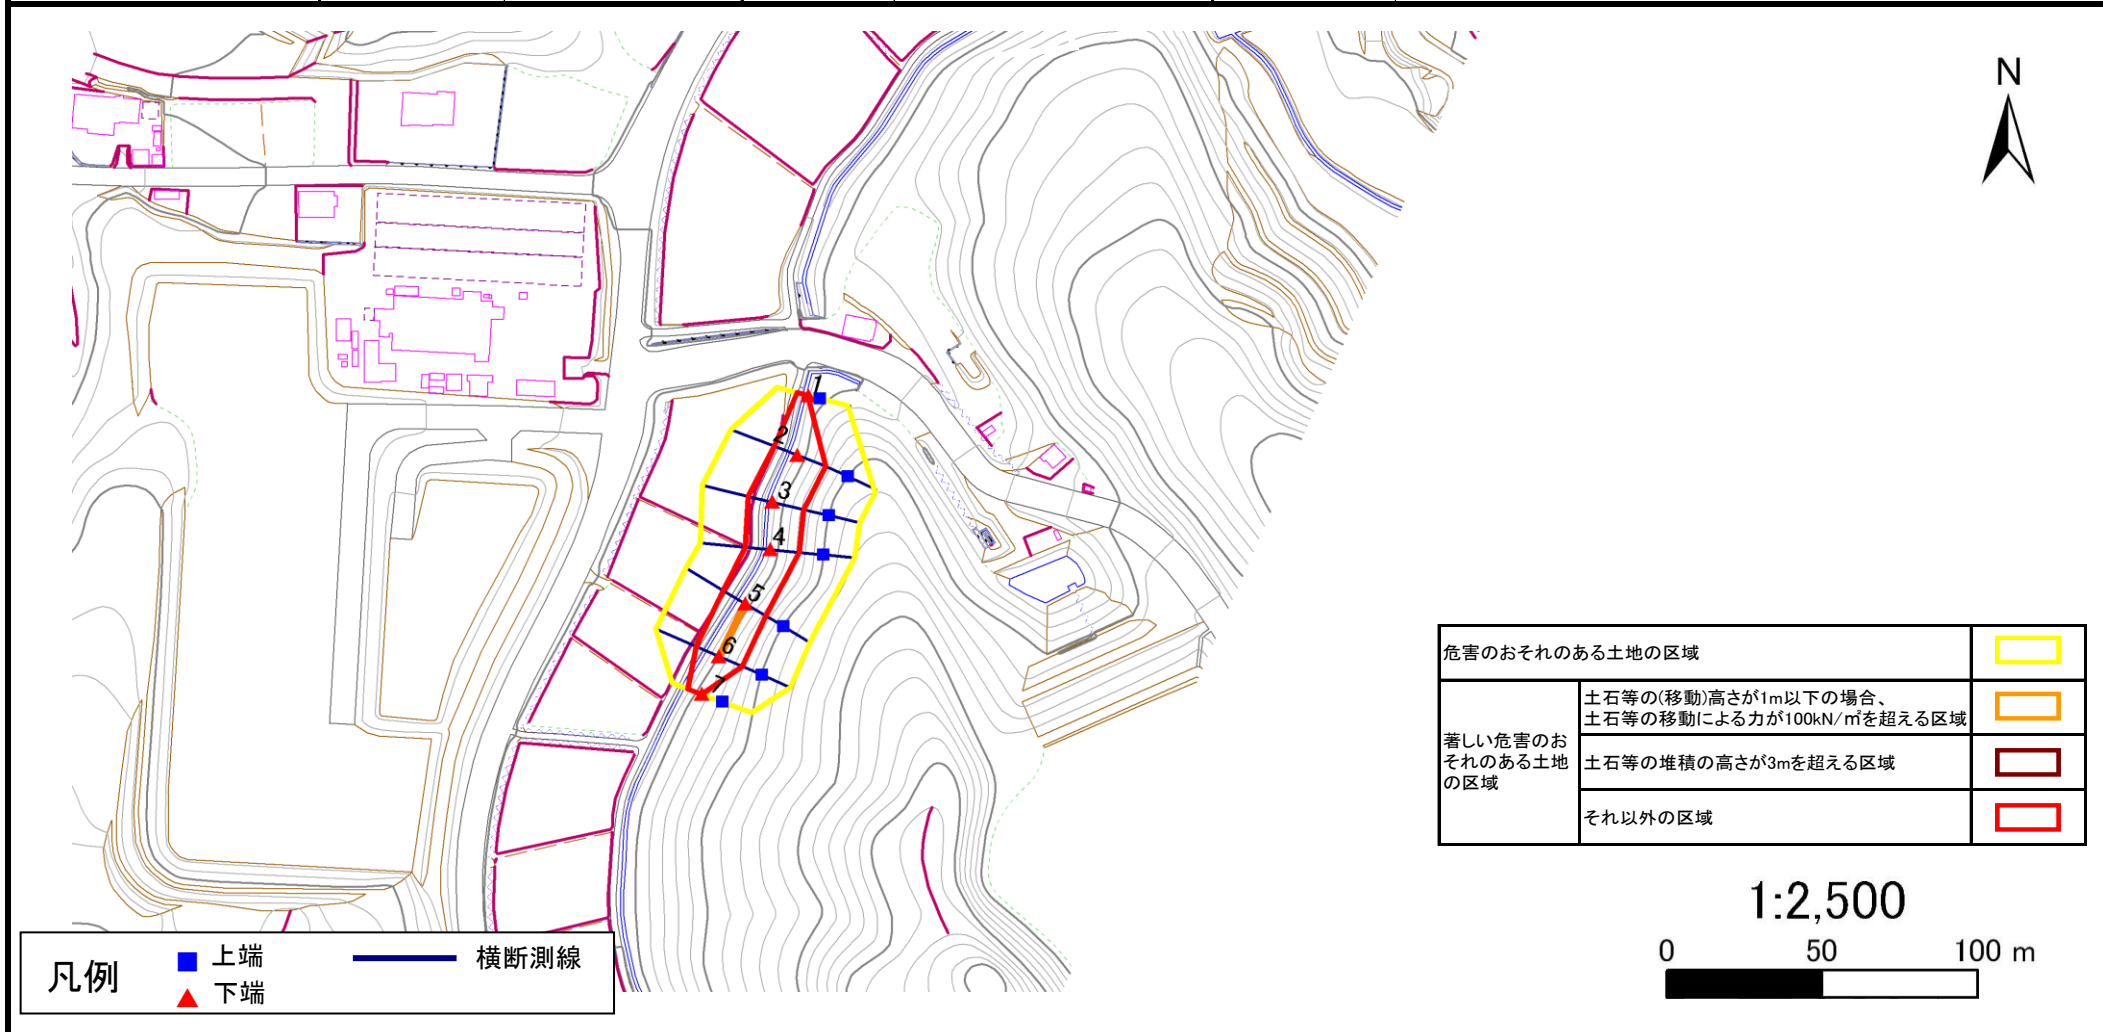 N
1
2
3
4
5
6
7
危害のおそれのある土地の区域
著しい危害のお
それのある土地
の区域
土石等の(移動)高さが1m以下の場合、
土石等の移動による力が100kN/㎡を超える区域
土石等の堆積の高さが3mを超える区域
それ以外の区域
1:2,500
0 50 100 m
凡例
上端
下端
横断測線